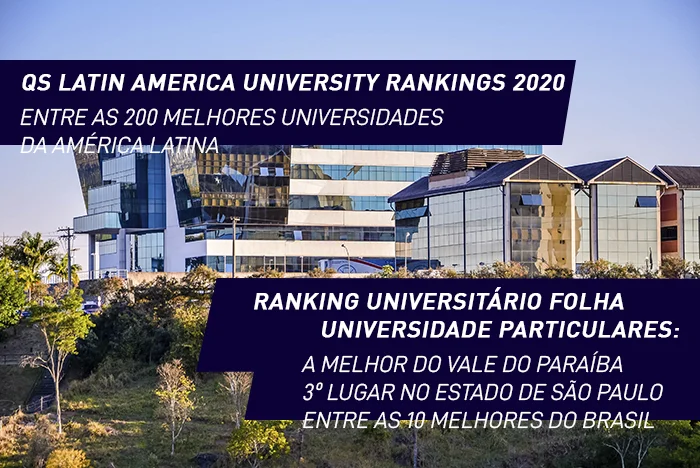 QS LATIN AMERICA UNIVERSITY RANKINGS 2020
ENTRE AS 200 MELHORES UNIVERSIDADES
DA AMÉRICA LATINA
RANKING UNIVERSITÁRIO FOLHA
UNIVERSIDADE PARTICULARES:
A MELHOR DO VALE DO PARAÍBA
3º LUGAR NO ESTADO DE SÃO PAULO
ENTRE AS 10 MELHORES DO BRASIL